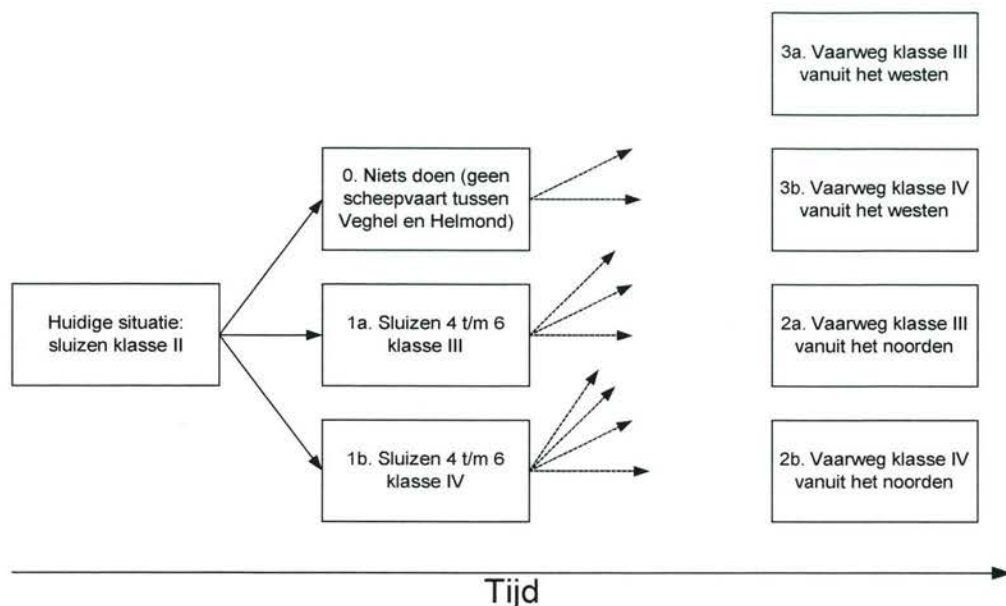 3a. Vaarweg klasse III
vanuit het westen
0. Niets doen (geen
scheepvaart tussen
Veghel en Helmond)
3b. Vaarweg klasse IV
vanuit het westen
Huidige situatie:
sluizen klasse II
1a. Sluizen 4 t/m 6
klasse III
2a. Vaarweg klasse III
vanuit het noorden
1b. Sluizen 4 t/m 6
klasse IV
2b. Vaarweg klasse IV
vanuit het noorden
Tijd